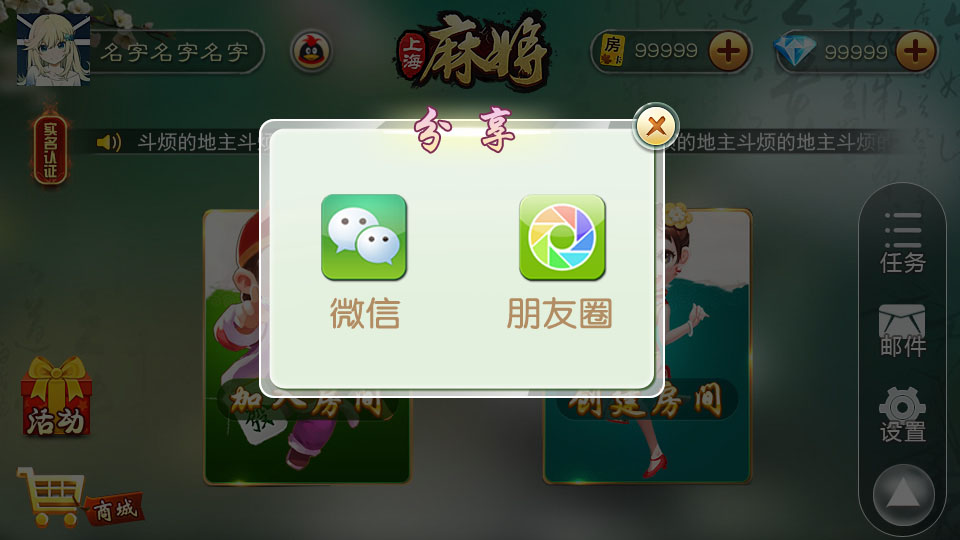 名字名字名字
上海
麻将
房卡
99999
99999
实名认证
斗烦的地主斗
的地主斗烦的地主斗烦的
分享
微信
朋友圈
任务
邮件
设置
加入房间
创建房间
活动
商城